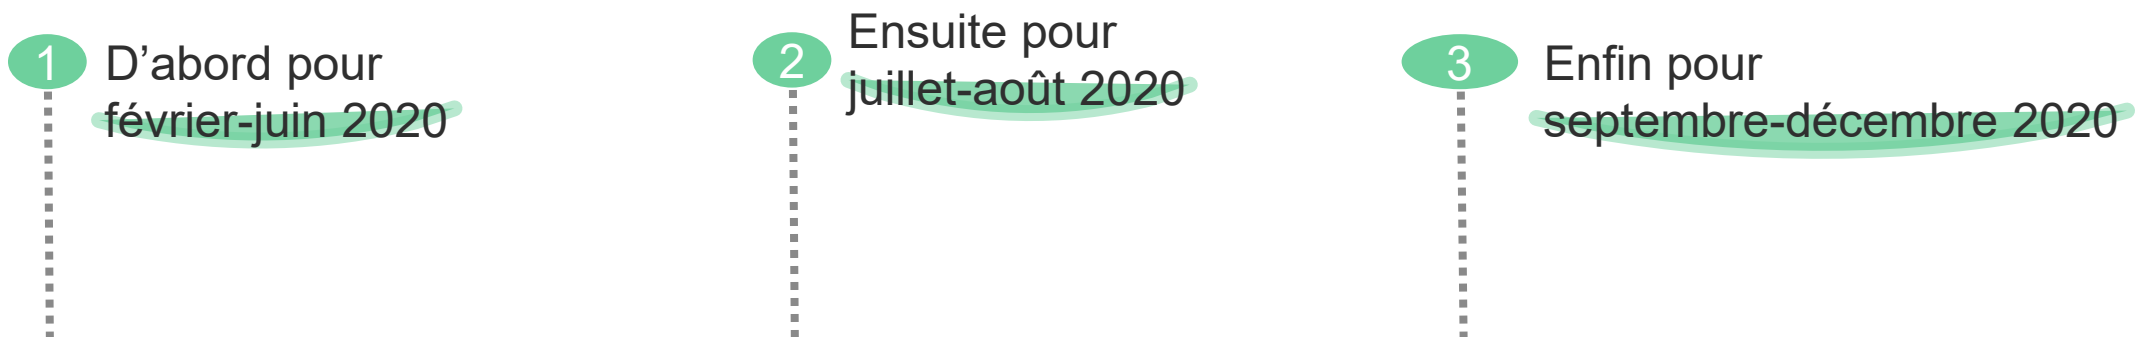 1
D’abord pour
février-juin 2020
2
Ensuite pour
juillet-août 2020
3
Enfin pour
septembre-décembre 2020